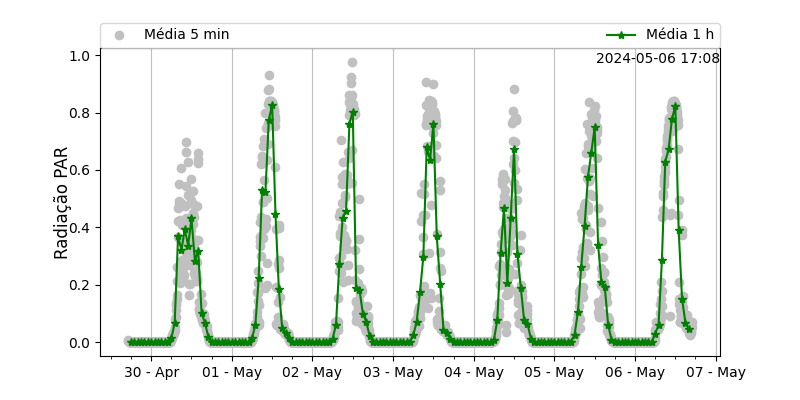 Média 5 min
Média 1 h
2024-05-06 17:08
Radiação PAR
1.0
0.8
0.6
0.4
0.2
0.0
30 - Apr
01 - May
02 - May
03 - May
04 - May
05 - May
06 - May
07 - May